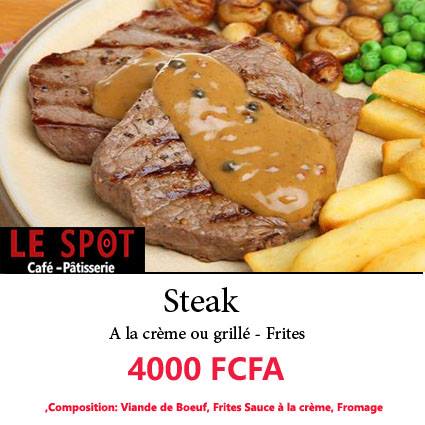 LE SPOT
Café -Pâtisserie
Steak
A la crème ou grillé - Frites
4000 FCFA
,Composition: Viande de Boeuf, Frites Sauce à la crème, Fromage